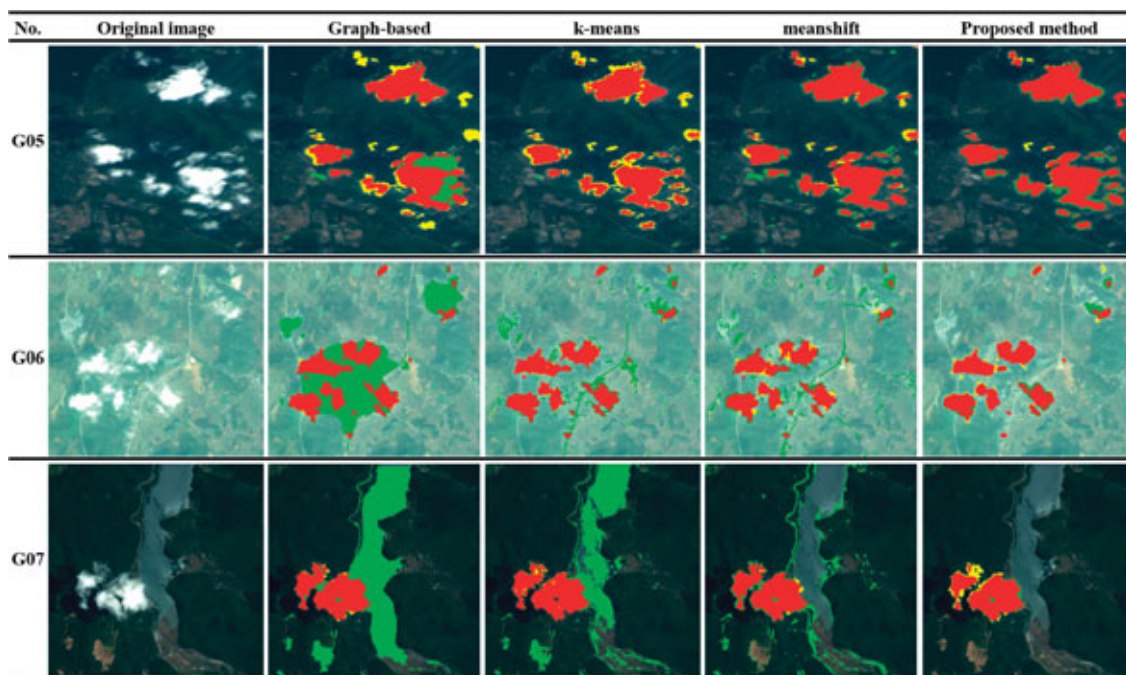 No. Original image Graph-based k-means meanshift Proposed method
G05
G06
G07